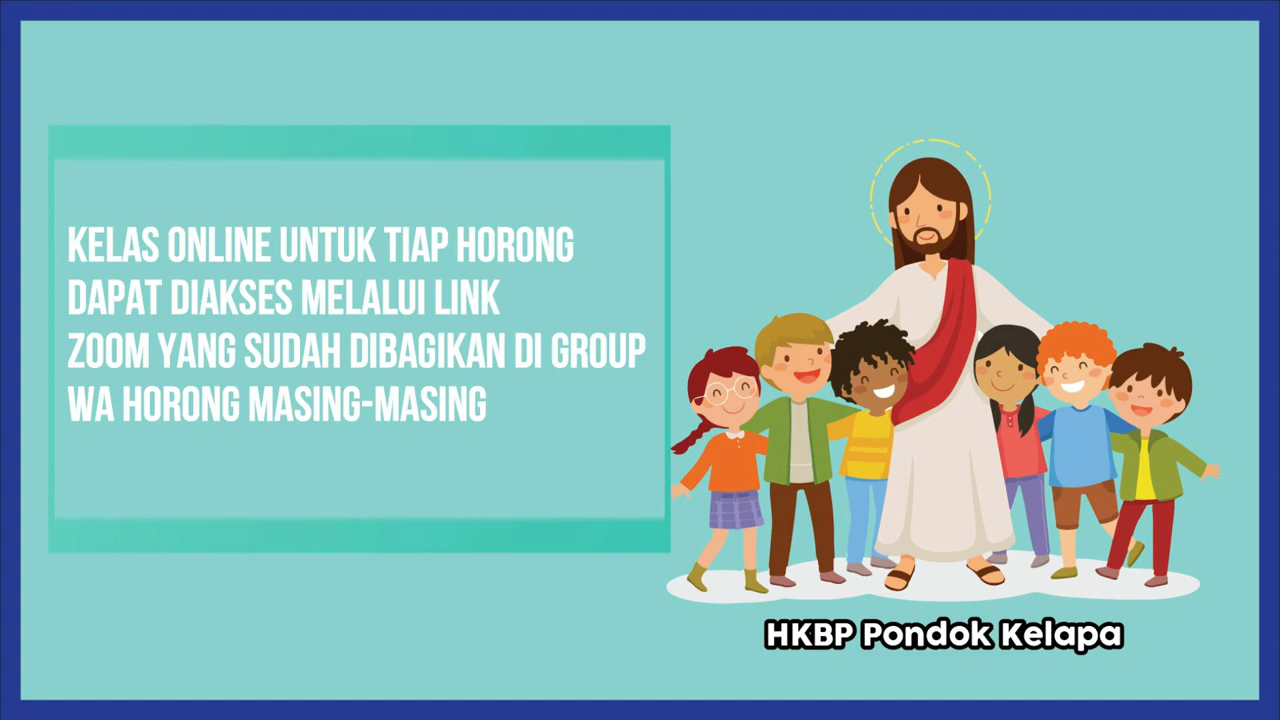 KELAS ONLINE UNTUK TIAP HORONG
DAPAT DIAKSES MELALUI LINK
ZOOM YANG SUDAH DIBAGIKAN DI GROUP
WA HORONG MASING-MASING
HKBP Pondok Kelapa